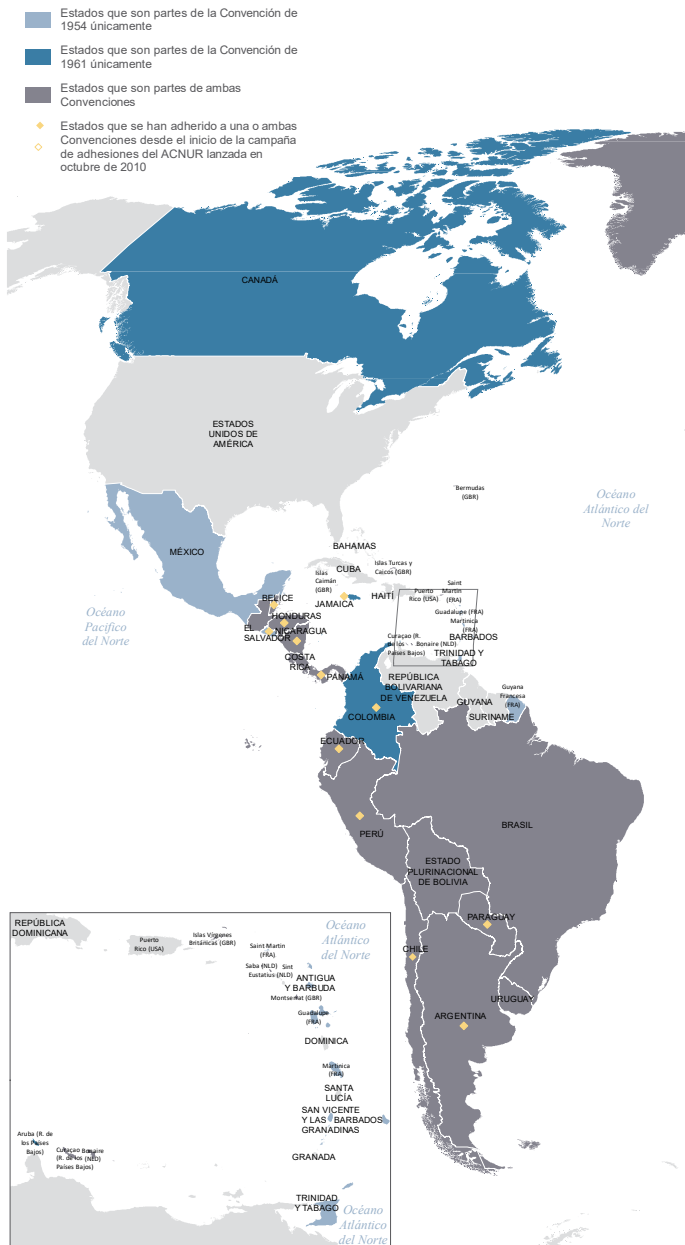 Estados que son partes de la Convención de
1954 únicamente
Estados que son partes de la Convención de
1961 únicamente
Estados que son partes de ambas
Convenciones
Estados que se han adherido a una o ambas
Convenciones desde el inicio de la campaña
de adhesiones del ACNUR lanzada en
octubre de 2010
CANADÁ
ESTADOS
UNIDOS DE
AMÉRICA
Bermudas
(GBR)
Océano
Atlántico del
Norte
MÉXICO
BAHAMAS
CUBA
Islas Turcas y
Caicos (GBR)
Islas
Caimán
(GBR)
JAMAICA
HAITÍ
Puerto
Rico (USA)
Saint
Martin
(FRA)
Guadalupe (FRA)
Martinica
(FRA)
BARBADOS
BELICE
HONDURAS
EL
SALVADOR
NICARAGUA
COSTA
RICA
PANAMÁ
Océano
Pacífico
del Norte
Curaçao (R.
de los
Países Bajos)
Bonaire (NLD)
TRINIDAD Y
TABAGO
REPÚBLICA
BOLIVARIANA
DE VENEZUELA
GUYANA
SURINAME
Guyana
Francesa
(FRA)
COLOMBIA
ECUADOR
PERÚ
BRASIL
ESTADO
PLURINACIONAL
DE BOLIVIA
PARAGUAY
CHILE
URUGUAY
ARGENTINA
REPÚBLICA
DOMINICANA
Puerto
Rico (USA)
Islas Vírgenes
Británicas (GBR)
Océano
Atlántico
del Norte
Saint Martin
(FRA)
Saba (NLD)
Sint
Eustatius (NLD)
ANTIGUA
Y BARBUDA
Montserrat (GBR)
Guadalupe
(FRA)
DOMINICA
Martinica
(FRA)
SANTA
LUCÍA
SAN VICENTE
Y LAS
GRANADINAS
BARBADOS
GRANADA
Aruba (R. de
los Países
Bajos)
Curaçao
(R. de los
Países Bajos)
Bonaire
(NLD)
TRINIDAD
Y TABAGO
Océano
Atlántico
del Norte